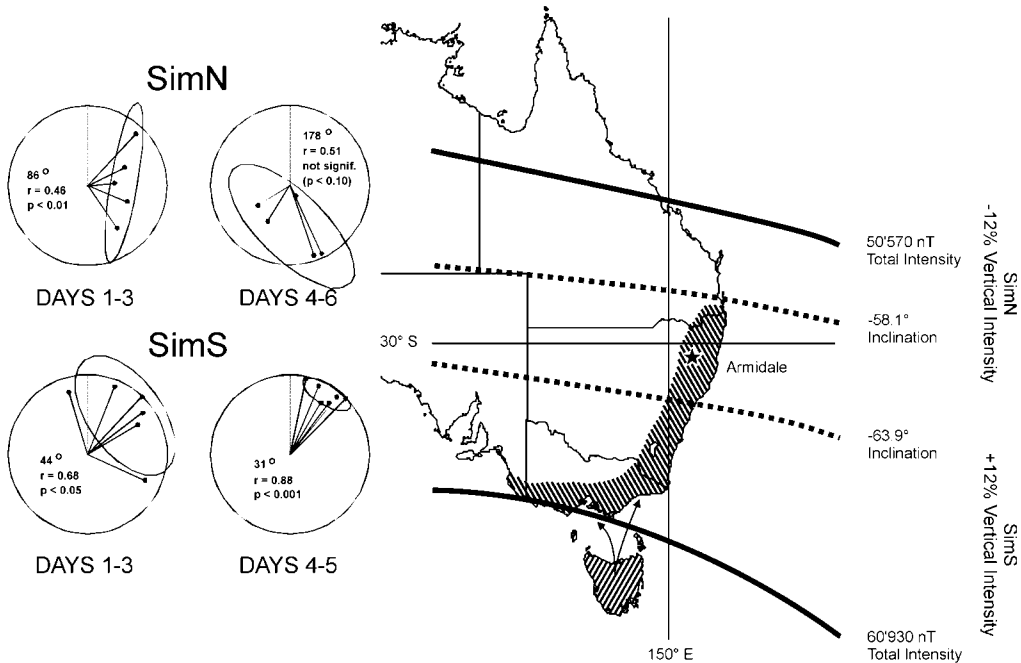 SimN
86 °
r = 0.46
p < 0.01
DAYS 1-3
178 °
r = 0.51
not signif.
(p < 0.10)
DAYS 4-6
SimS
44 °
r = 0.68
p < 0.05
DAYS 1-3
31 °
r = 0.88
p < 0.001
DAYS 4-5
30° S
Armidale
150° E
50'570 nT
Total Intensity
-58.1°
Inclination
-63.9°
Inclination
60'930 nT
Total Intensity
SimN
-12% Vertical Intensity
SimS
+12% Vertical Intensity